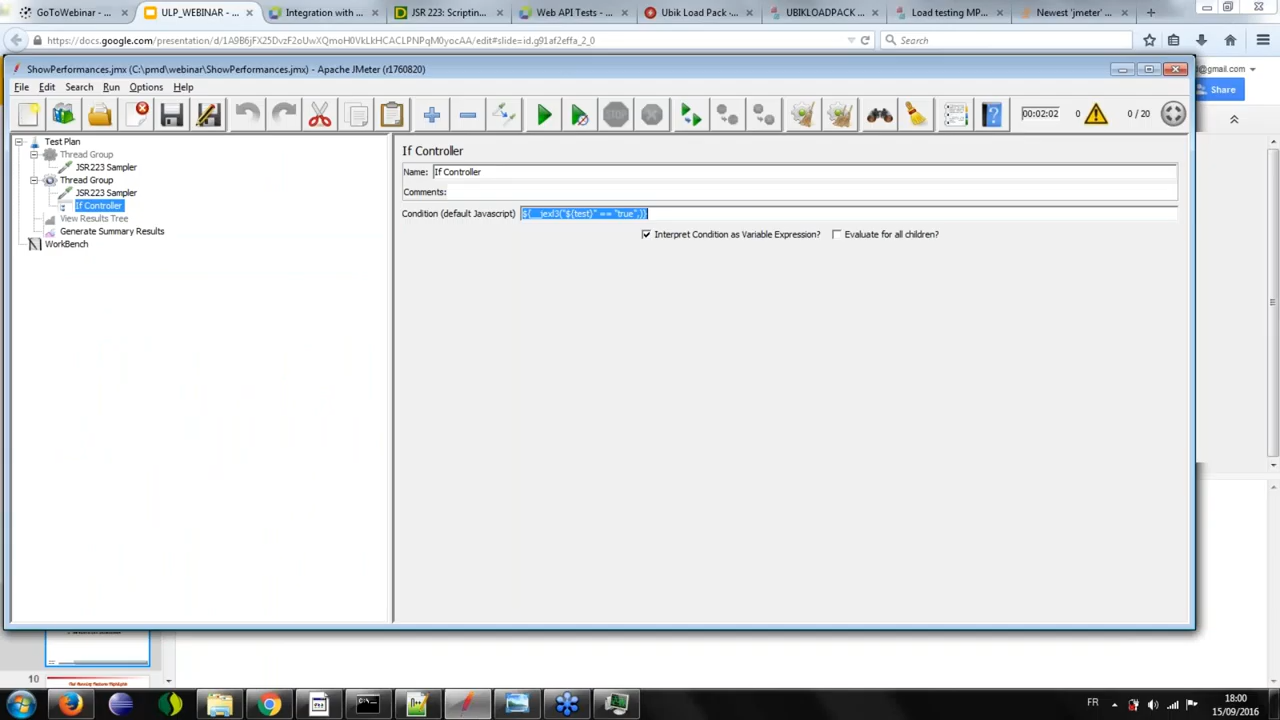 GoToWebinar - ...
ULP_WEBINAR - ...
Integration with ...
JSR 223: Scriptin...
Web API Tests - ...
Ubik Load Pack -...
UBIKLOADPACK ...
Load testing MP...
Newest 'jmeter' ...
https://docs.google.com/presentation/d/1A9B6jFX25DvzF2oUwXQmoH0VkLkHCACLPNPqM0yocAA/edit#slide=id.g91af2effa_2_0
Search
ShowPerformances.jmx (C:\pmd\webinar\ShowPerformances.jmx) - Apache JMeter (r1760820)
d@gmail.com
File Edit Search Run Options Help
Share
00:02:02 0 0 / 20
Test Plan
Thread Group
JSR223 Sampler
Thread Group
JSR223 Sampler
If Controller
View Results Tree
Generate Summary Results
WorkBench
If Controller
Name: If Controller
Comments:
Condition (default Javascript) ${__jexl3("${test}" == "true",)}
Interpret Condition as Variable Expression? Evaluate for all children?
10
FR
18:00
15/09/2016